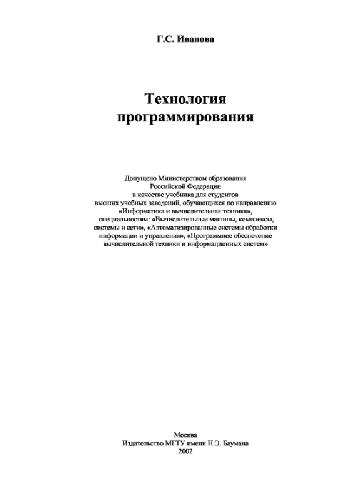 Г.С. Иванова
Технология
программирования
Допущено Министерством образования
Российской Федерации
в качестве учебника для студентов
высших учебных заведений, обучающихся по направлению
«Информатика и вычислительная техника»,
специальностям: «Вычислительные машины, комплексы,
системы и сети», «Автоматизированные системы обработки
информации и управления», «Программное обеспечение
вычислительной техники и информационных систем»
Москва
Издательство МГТУ имени Н.Э. Баумана
2002